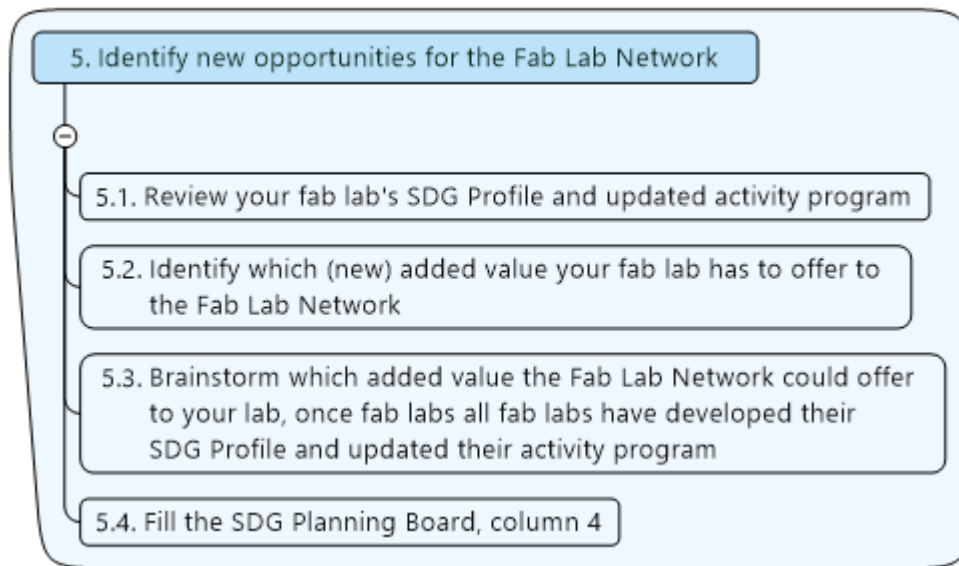 5. Identify new opportunities for the Fab Lab Network
5.1. Review your fab lab's SDG Profile and updated activity program
5.2. Identify which (new) added value your fab lab has to offer to
the Fab Lab Network
5.3. Brainstorm which added value the Fab Lab Network could offer
to your lab, once fab labs all fab labs have developed their
SDG Profile and updated their activity program
5.4. Fill the SDG Planning Board, column 4